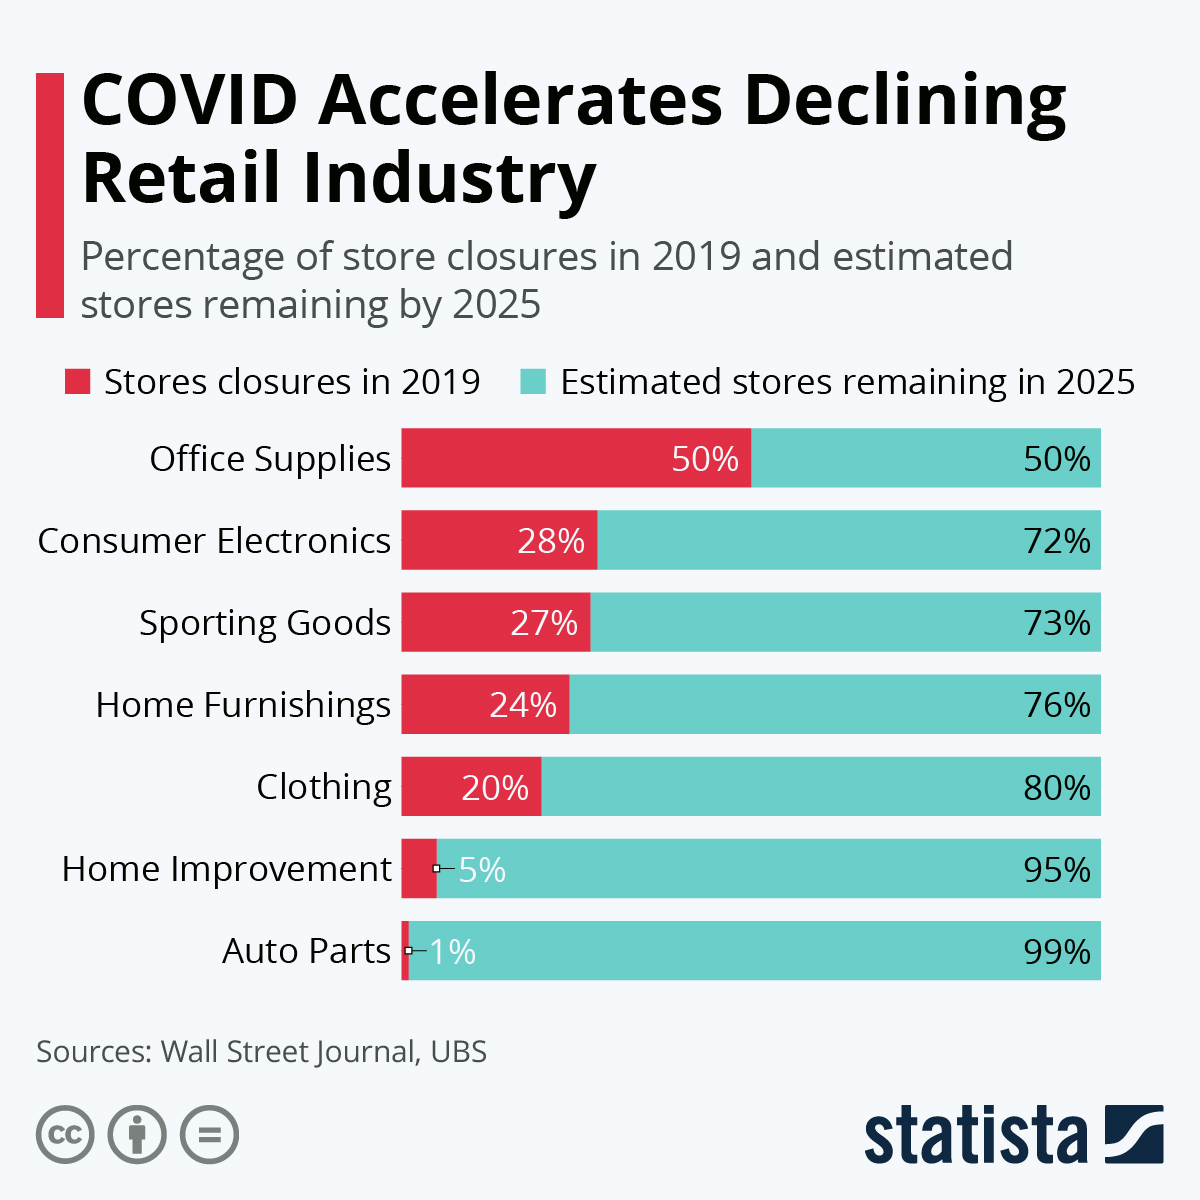 COVID Accelerates Declining
Retail Industry
Percentage of store closures in 2019 and estimated
stores remaining by 2025
Stores closures in 2019 Estimated stores remaining in 2025
Office Supplies 50% 50%
Consumer Electronics 28% 72%
Sporting Goods 27% 73%
Home Furnishings 24% 76%
Clothing 20% 80%
Home Improvement 5% 95%
Auto Parts 1% 99%
Sources: Wall Street Journal, UBS
cc =
statista